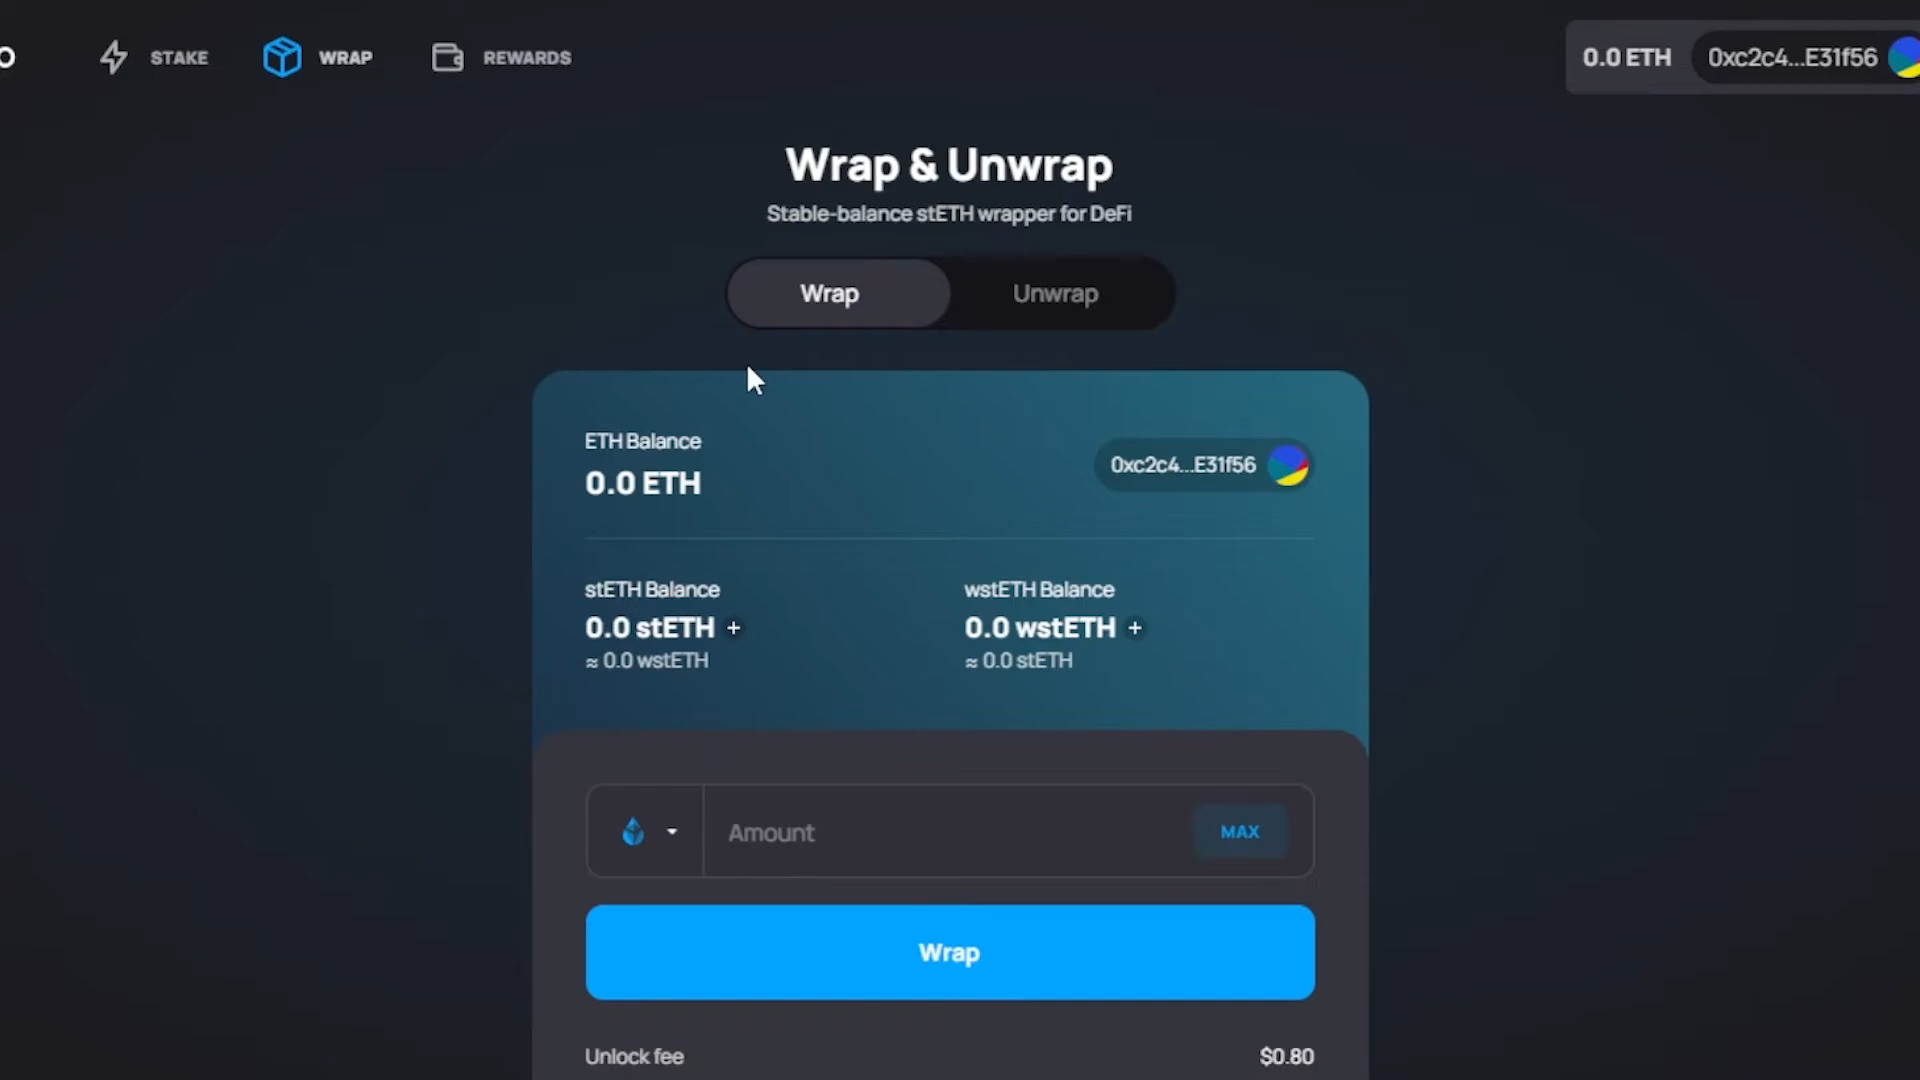 STAKE
WRAP
REWARDS
0.0 ETH
0xc2c4...E31f56
Wrap & Unwrap
Stable-balance stETH wrapper for DeFi
Wrap
Unwrap
ETH Balance
0.0 ETH
0xc2c4...E31f56
stETH Balance
0.0 stETH +
≈ 0.0 wstETH
wstETH Balance
0.0 wstETH +
≈ 0.0 stETH
Amount
MAX
Wrap
Unlock fee
$0.80